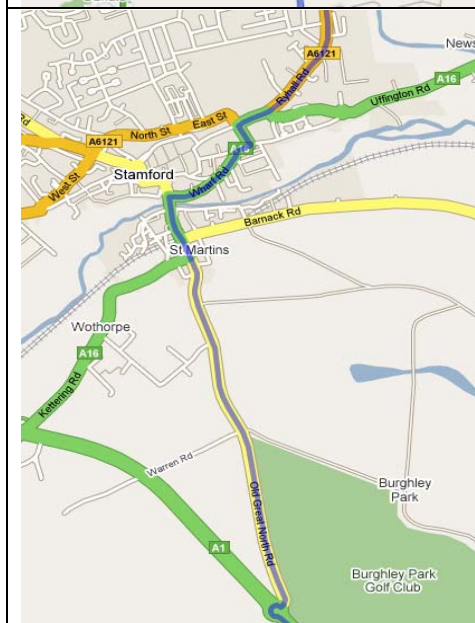 News
A6121
A16
Ryhall Rd
Uffington Rd
East St
North St
A6121
Rd
A16
West St
Stamford
Wharf Rd
Barnack Rd
St Martins
Wothorpe
A16
Kettering Rd
Warren Rd
Old Great North Rd
Burghley
Park
A1
Burghley Park
Golf Club